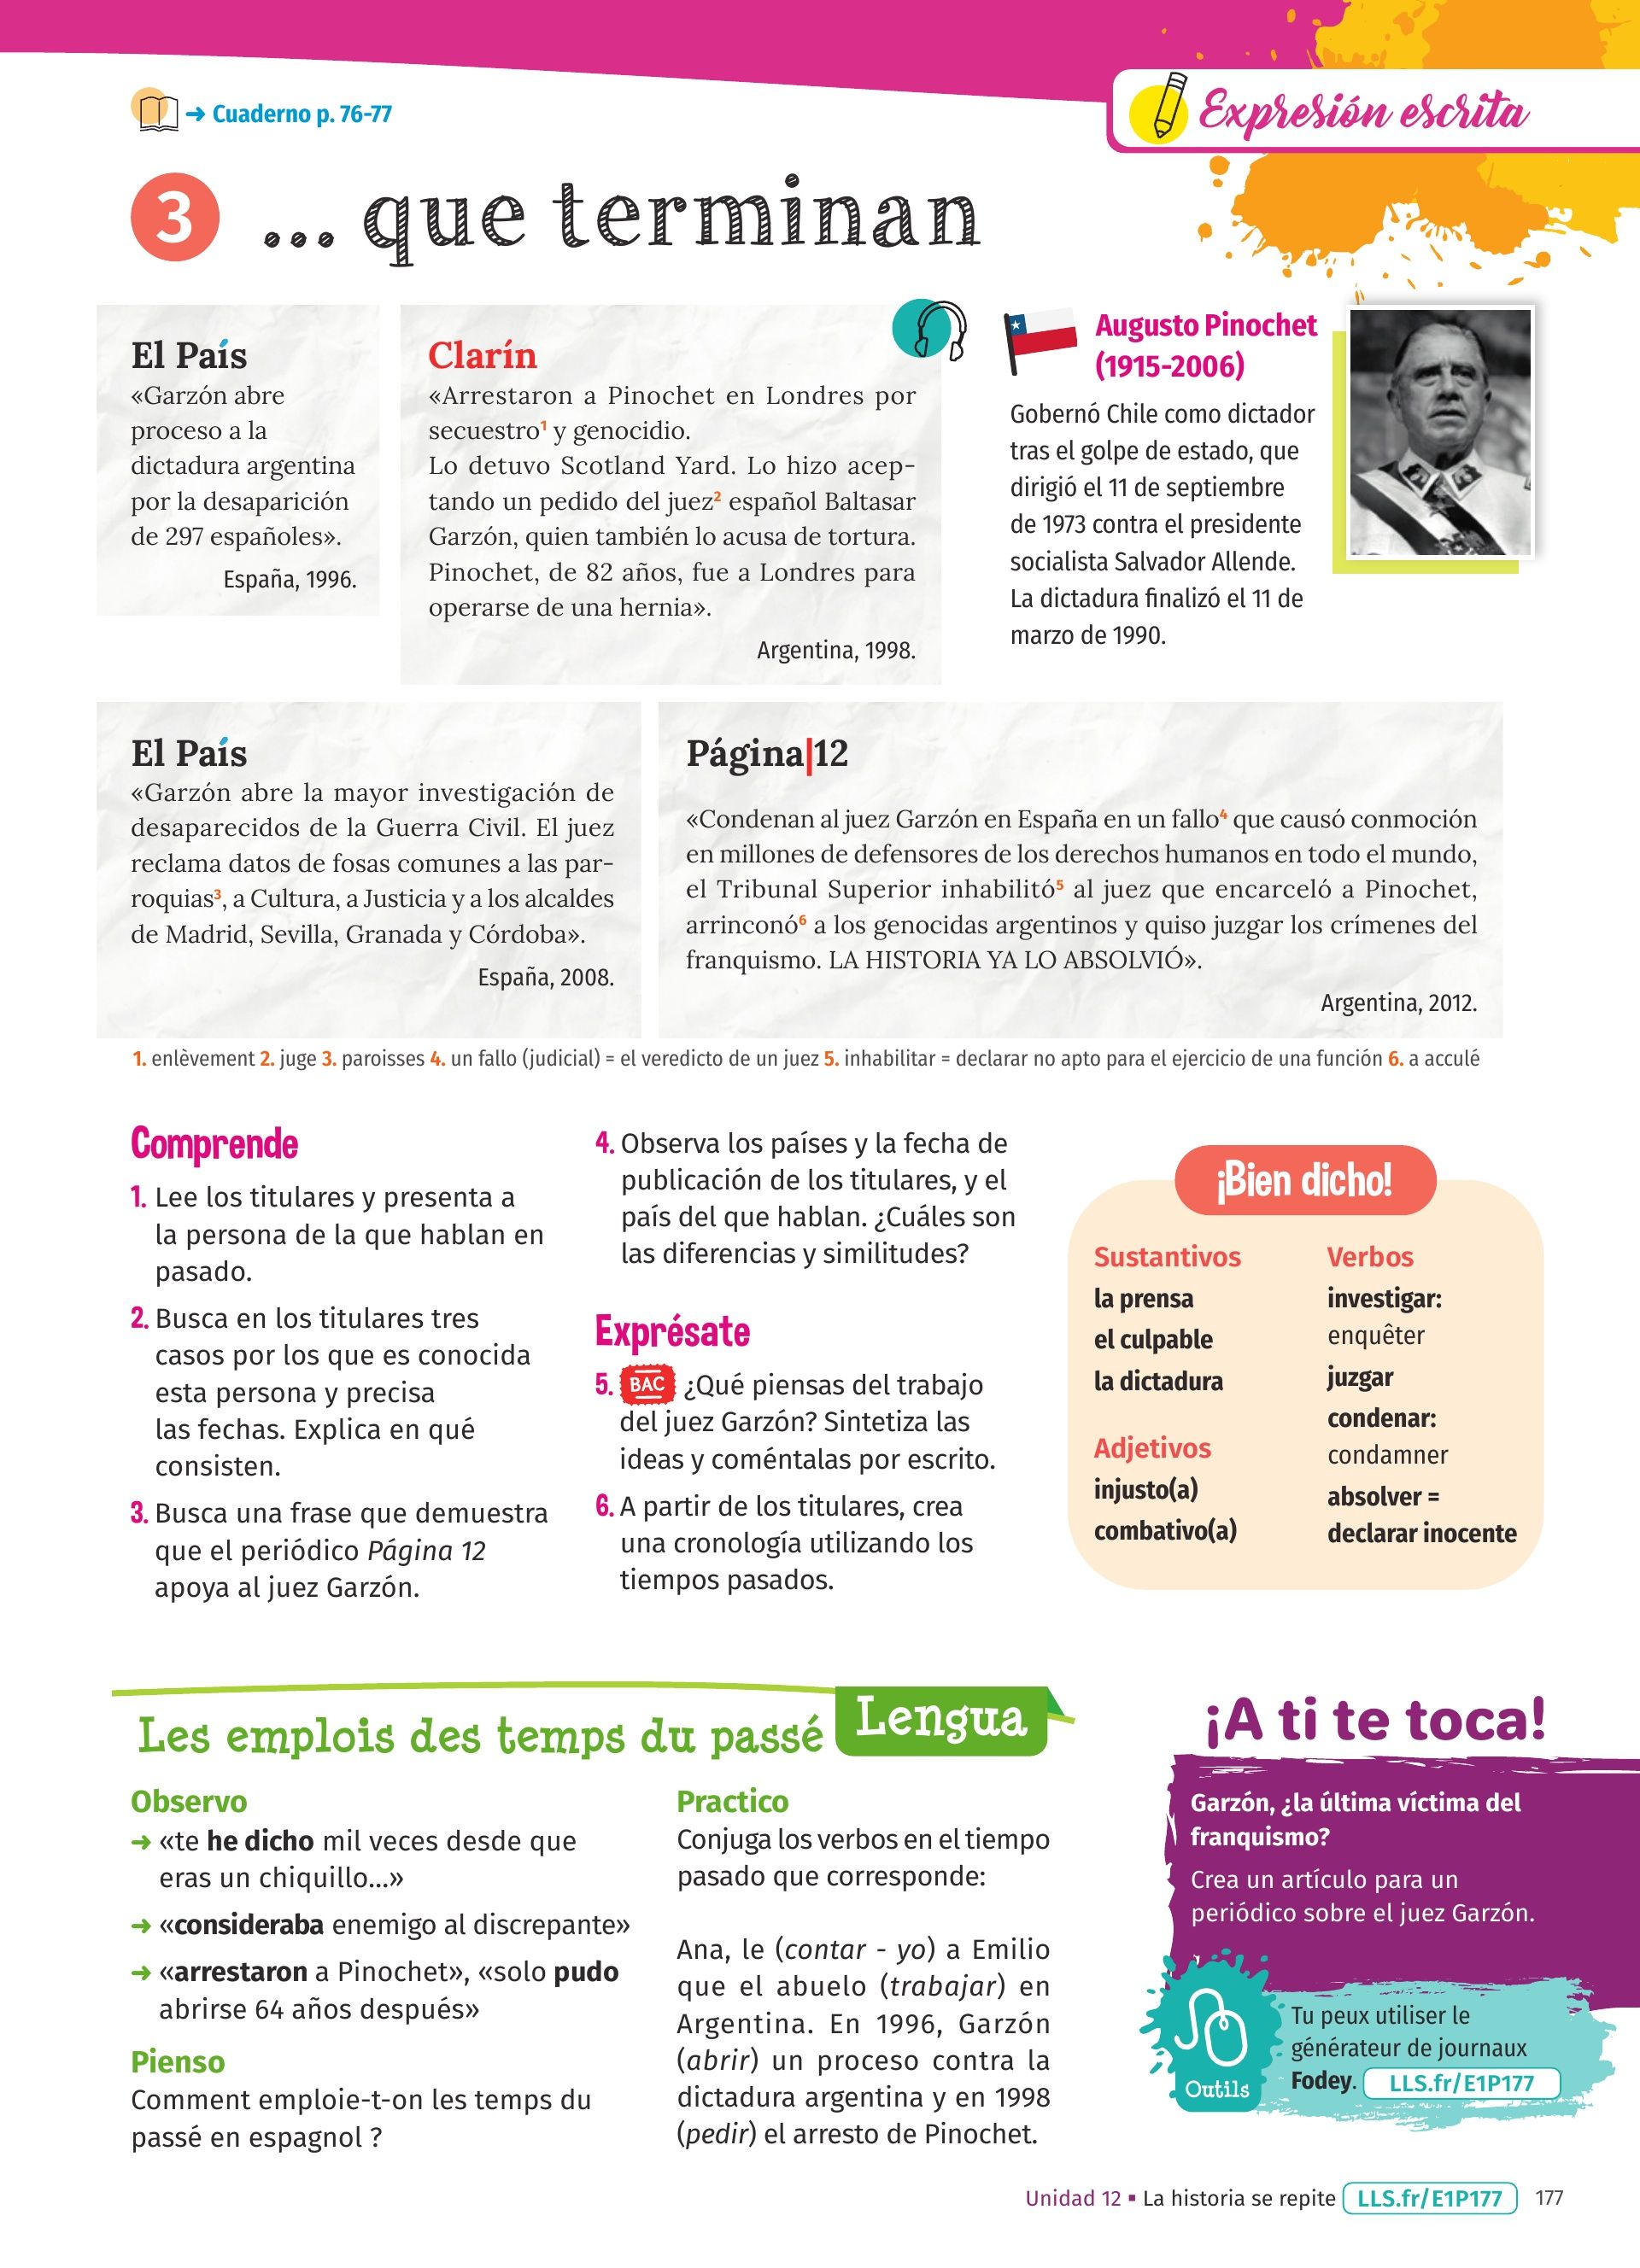 → Cuaderno p. 76-77
Expresión escrita
3 ... que terminan
El País
«Garzón abre
proceso a la
dictadura argentina
por la desaparición
de 297 españoles».
España, 1996.
Clarín
«Arrestaron a Pinochet en Londres por
secuestro1 y genocidio.
Lo detuvo Scotland Yard. Lo hizo acep-
tando un pedido del juez2 español Baltasar
Garzón, quien también lo acusa de tortura.
Pinochet, de 82 años, fue a Londres para
operarse de una hernia».
Argentina, 1998.
Augusto Pinochet
(1915-2006)
Gobernó Chile como dictador
tras el golpe de estado, que
dirigió el 11 de septiembre
de 1973 contra el presidente
socialista Salvador Allende.
La dictadura finalizó el 11 de
marzo de 1990.
El País
«Garzón abre la mayor investigación de
desaparecidos de la Guerra Civil. El juez
reclama datos de fosas comunes a las par-
roquias3, a Cultura, a Justicia y a los alcaldes
de Madrid, Sevilla, Granada y Córdoba».
España, 2008.
Página|12
«Condenan al juez Garzón en España en un fallo4 que causó conmoción
en millones de defensores de los derechos humanos en todo el mundo,
el Tribunal Superior inhabilitó5 al juez que encarceló a Pinochet,
arrinconó6 a los genocidas argentinos y quiso juzgar los crímenes del
franquismo. LA HISTORIA YA LO ABSOLVIÓ».
Argentina, 2012.
1. enlèvement 2. juge 3. paroisses 4. un fallo (judicial) = el veredicto de un juez 5. inhabilitar = declarar no apto para el ejercicio de una función 6. a acculé
Comprende
1. Lee los titulares y presenta a
la persona de la que hablan en
pasado.
2. Busca en los titulares tres
casos por los que es conocida
esta persona y precisa
las fechas. Explica en qué
consisten.
3. Busca una frase que demuestra
que el periódico Página 12
apoya al juez Garzón.
4. Observa los países y la fecha de
publicación de los titulares, y el
país del que hablan. ¿Cuáles son
las diferencias y similitudes?
Exprésate
5. BAC ¿Qué piensas del trabajo
del juez Garzón? Sintetiza las
ideas y coméntalas por escrito.
6. A partir de los titulares, crea
una cronología utilizando los
tiempos pasados.
¡Bien dicho!
Sustantivos
la prensa
el culpable
la dictadura
Adjetivos
injusto(a)
combativo(a)
Verbos
investigar:
enquêter
juzgar
condenar:
condamner
absolver =
declarar inocente
Les emplois des temps du passé Lengua
Observo
→ «te he dicho mil veces desde que
eras un chiquillo...»
→ «consideraba enemigo al discrepante»
→ «arrestaron a Pinochet», «solo pudo
abrirse 64 años después»
Pienso
Comment emploie-t-on les temps du
passé en espagnol ?
Practico
Conjuga los verbos en el tiempo
pasado que corresponde:
Ana, le (contar - yo) a Emilio
que el abuelo (trabajar) en
Argentina. En 1996, Garzón
(abrir) un proceso contra la
dictadura argentina y en 1998
(pedir) el arresto de Pinochet.
¡A ti te toca!
Garzón, ¿la última víctima del
franquismo?
Crea un artículo para un
periódico sobre el juez Garzón.
Outils
Tu peux utiliser le
générateur de journaux
Fodey. LLS.fr/E1P177
Unidad 12 ▪ La historia se repite LLS.fr/E1P177 177